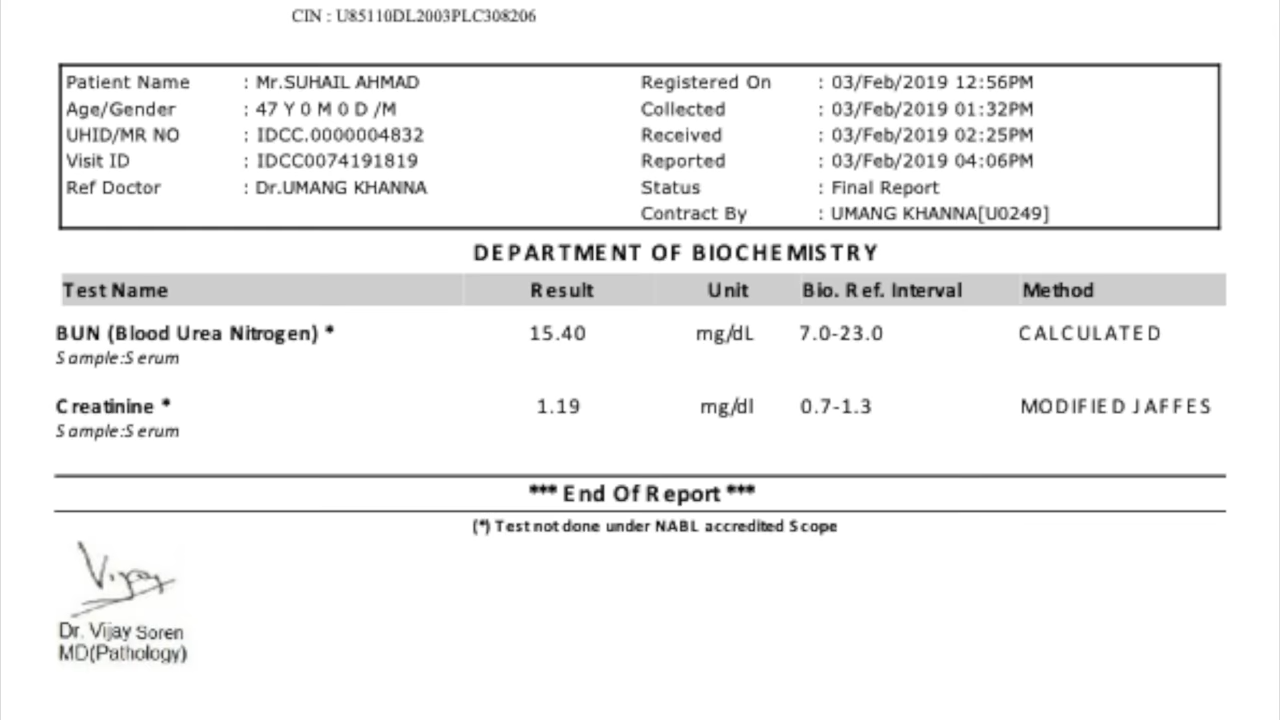 CIN : U85110DL2003PLC308206
Patient Name : Mr.SUHAIL AHMAD Registered On : 03/Feb/2019 12:56PM
Age/Gender : 47 Y 0 M 0 D /M Collected : 03/Feb/2019 01:32PM
UHID/MR NO : IDCC.0000004832 Received : 03/Feb/2019 02:25PM
Visit ID : IDCC0074191819 Reported : 03/Feb/2019 04:06PM
Ref Doctor : Dr.UMANG KHANNA Status : Final Report
Contract By : UMANG KHANNA[U0249]
DEPARTMENT OF BIOCHEMISTRY
Test Name Result Unit Bio. Ref. Interval Method
BUN (Blood Urea Nitrogen) * 15.40 mg/dL 7.0-23.0 CALCULATED
Sample:Serum
Creatinine * 1.19 mg/dl 0.7-1.3 MODIFIED JAFFES
Sample:Serum
*** End Of Report ***
(*) Test not done under NABL accredited Scope
Vijay
Dr. Vijay Soren
MD(Pathology)